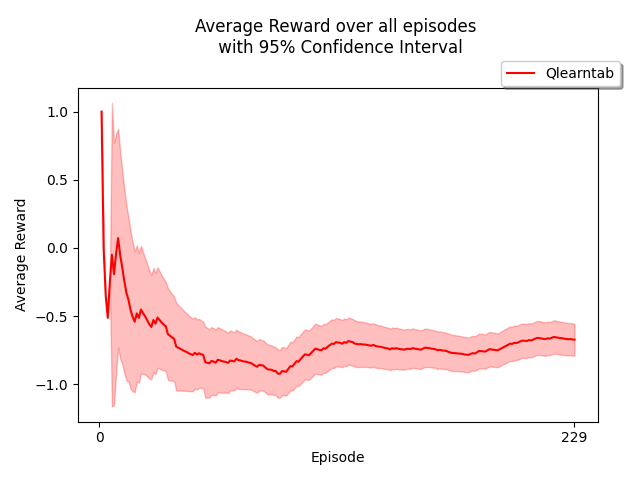 Average Reward over all episodes
with 95% Confidence Interval
Qlearntab
1.0
0.5
0.0
−0.5
−1.0
Average Reward
0
229
Episode